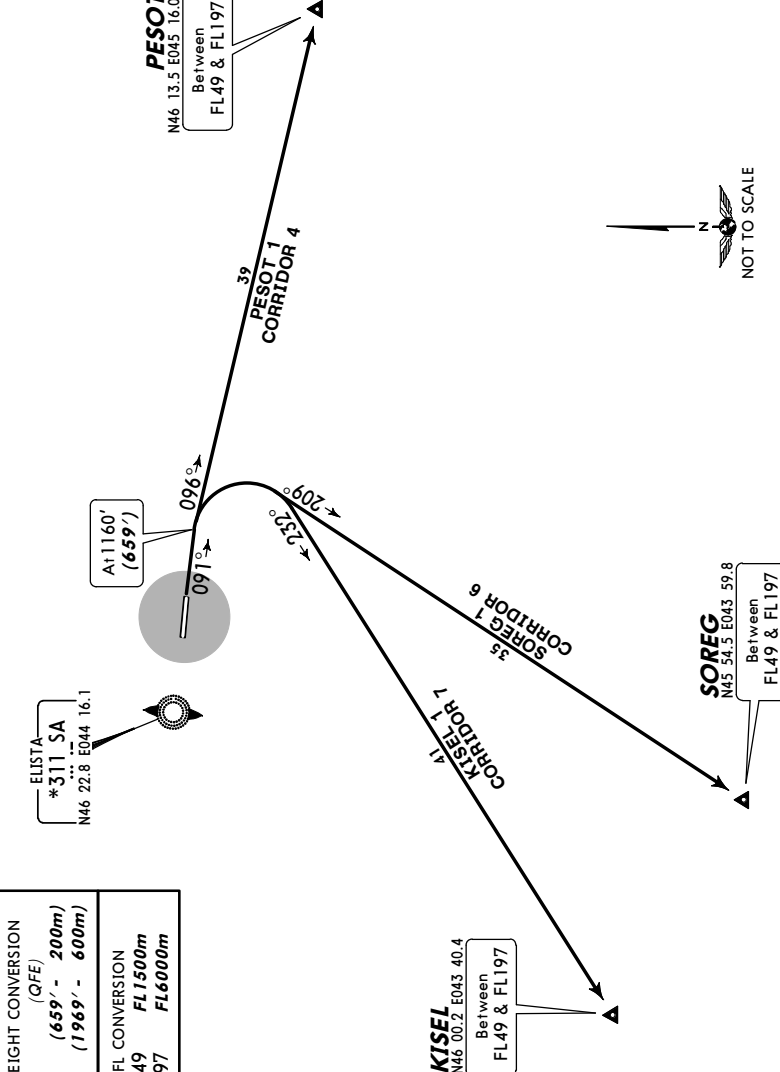 PESOT
N46 13.5 E045 16.0
Between
FL49 & FL197
39
PESOT 1
CORRIDOR 4
096°
At 1160'
(659')
091°
ELISTA
*311 SA
N46 22.8 E044 16.1
209°
232°
35
SOREG 1
CORRIDOR 6
41
KISEL 1
CORRIDOR 7
N
NOT TO SCALE
SOREG
N45 54.5 E043 59.8
Between
FL49 & FL197
KISEL
N46 00.2 E043 40.4
Between
FL49 & FL197
EIGHT CONVERSION
(QFE)
(659' - 200m)
(1969' - 600m)
FL CONVERSION
49 FL1500m
97 FL6000m